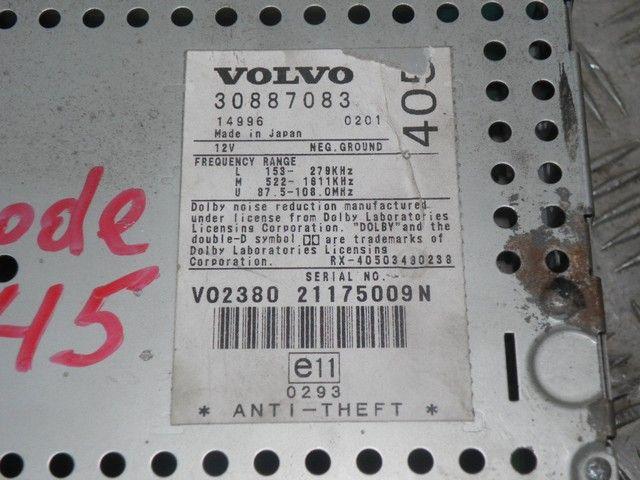 VOLVO
30887083
14996 0201
Made in Japan
12V NEG. GROUND
FREQUENCY RANGE
L 153- 279KHz
M 522-1611KHz
U 87.5-108.0MHz
Dolby noise reduction manufactured
under license from Dolby Laboratories
Licensing Corporation. "DOLBY"and the
double-D symbol are trademarks of
Dolby Laboratories Licensing
Corporation. RX-40503480238
SERIAL NO.
V02380 21175009N
e11
0293
* ANTI-THEFT *
405
ode
45